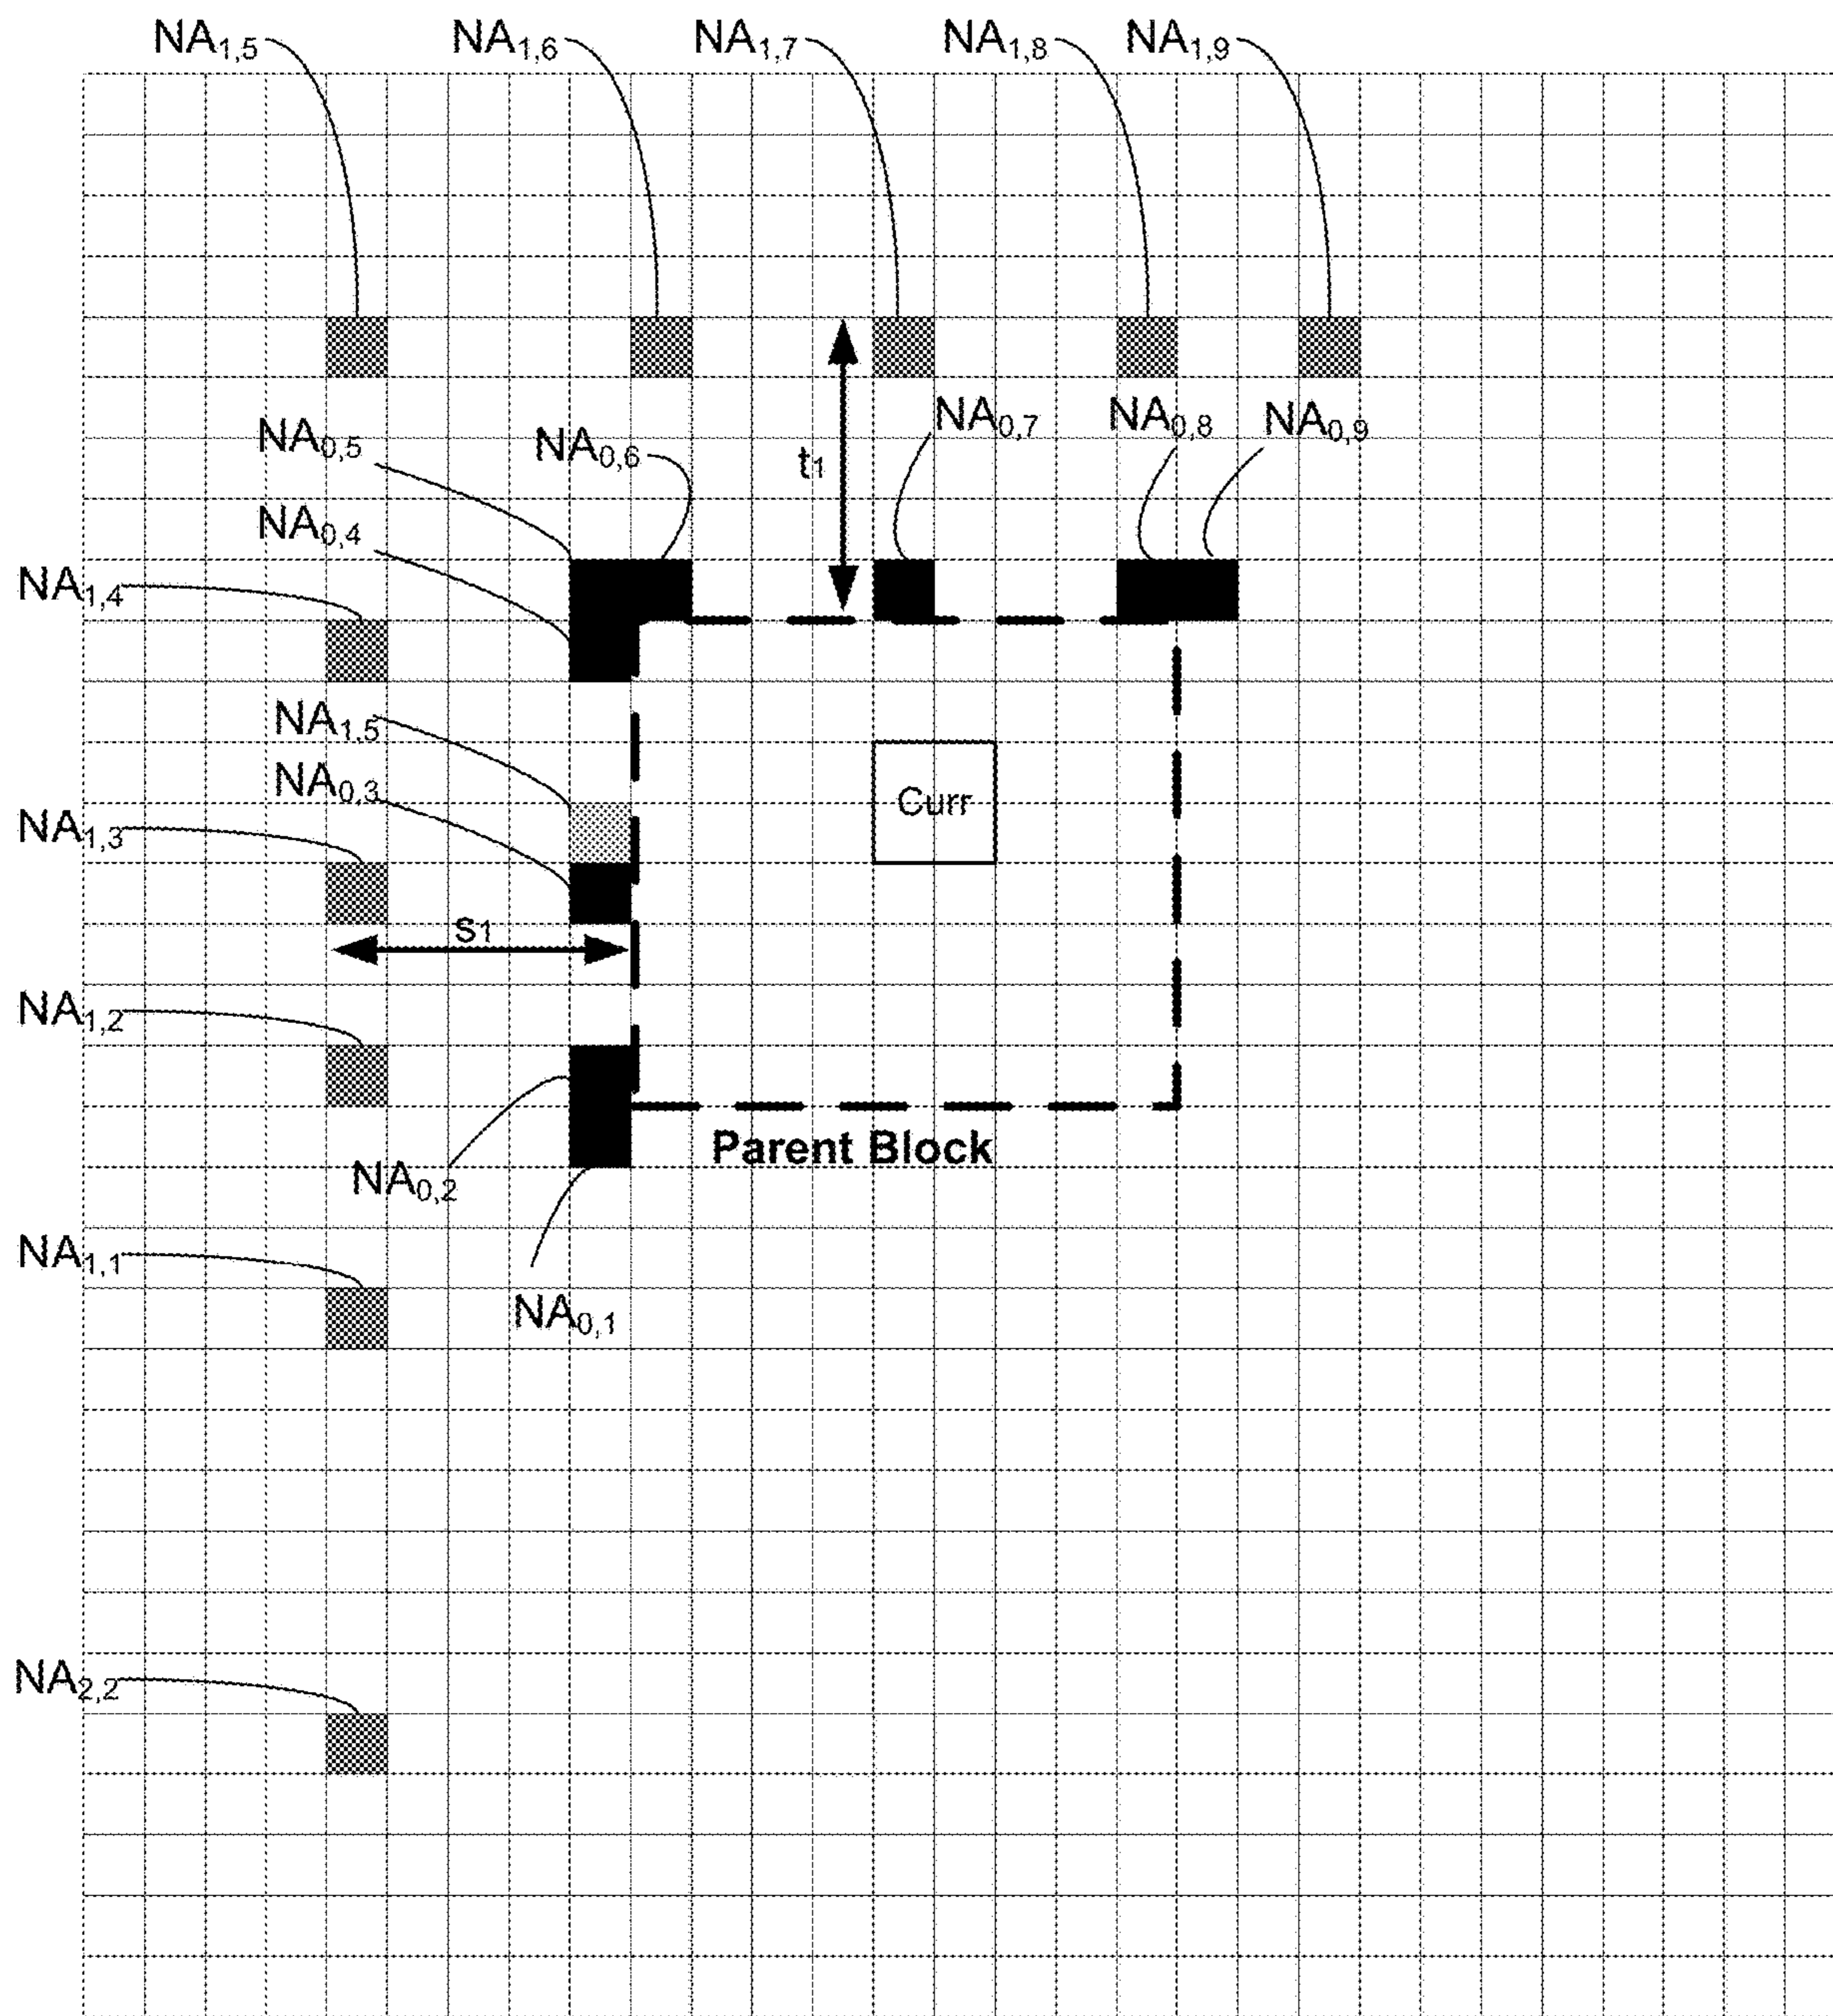 NA1,5 NA1,6 NA1,7 NA1,8 NA1,9
NA0,5 NA0,6 t1 NA0,7 NA0,8 NA0,9
NA0,4
NA1,4
NA1,5
NA0,3 Curr
NA1,3
S1
NA1,2
Parent Block
NA0,2
NA1,1
NA0,1
NA2,2